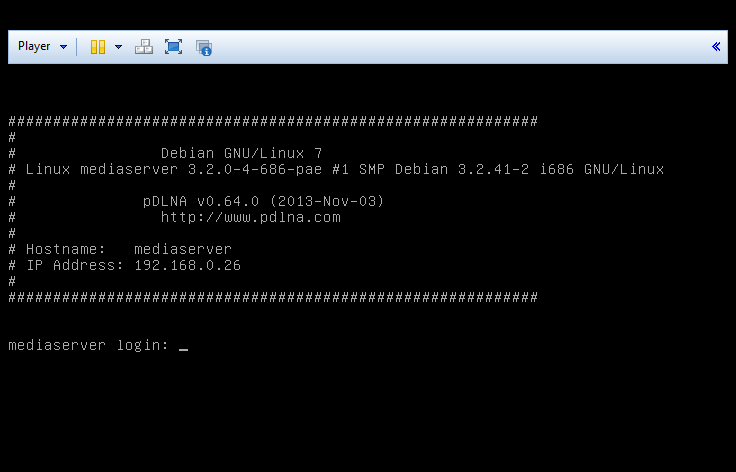 Player
###########################################################
#
#                Debian GNU/Linux 7
# Linux mediaserver 3.2.0-4-686-pae #1 SMP Debian 3.2.41-2 i686 GNU/Linux
#
#              pDLNA v0.64.0 (2013-Nov-03)
#                http://www.pdlna.com
#
# Hostname:   mediaserver
# IP Address: 192.168.0.26
#
###########################################################
mediaserver login: _